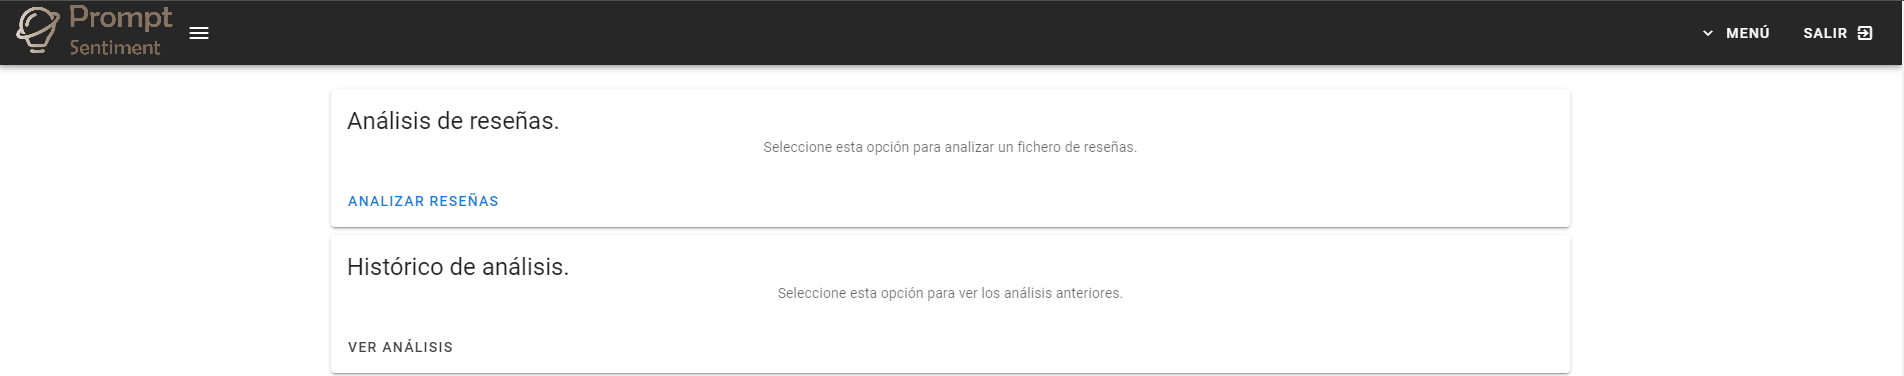 Prompt
Sentiment
MENÚ
SALIR
Análisis de reseñas.
Seleccione esta opción para analizar un fichero de reseñas.
ANALIZAR RESEÑAS
Histórico de análisis.
Seleccione esta opción para ver los análisis anteriores.
VER ANÁLISIS